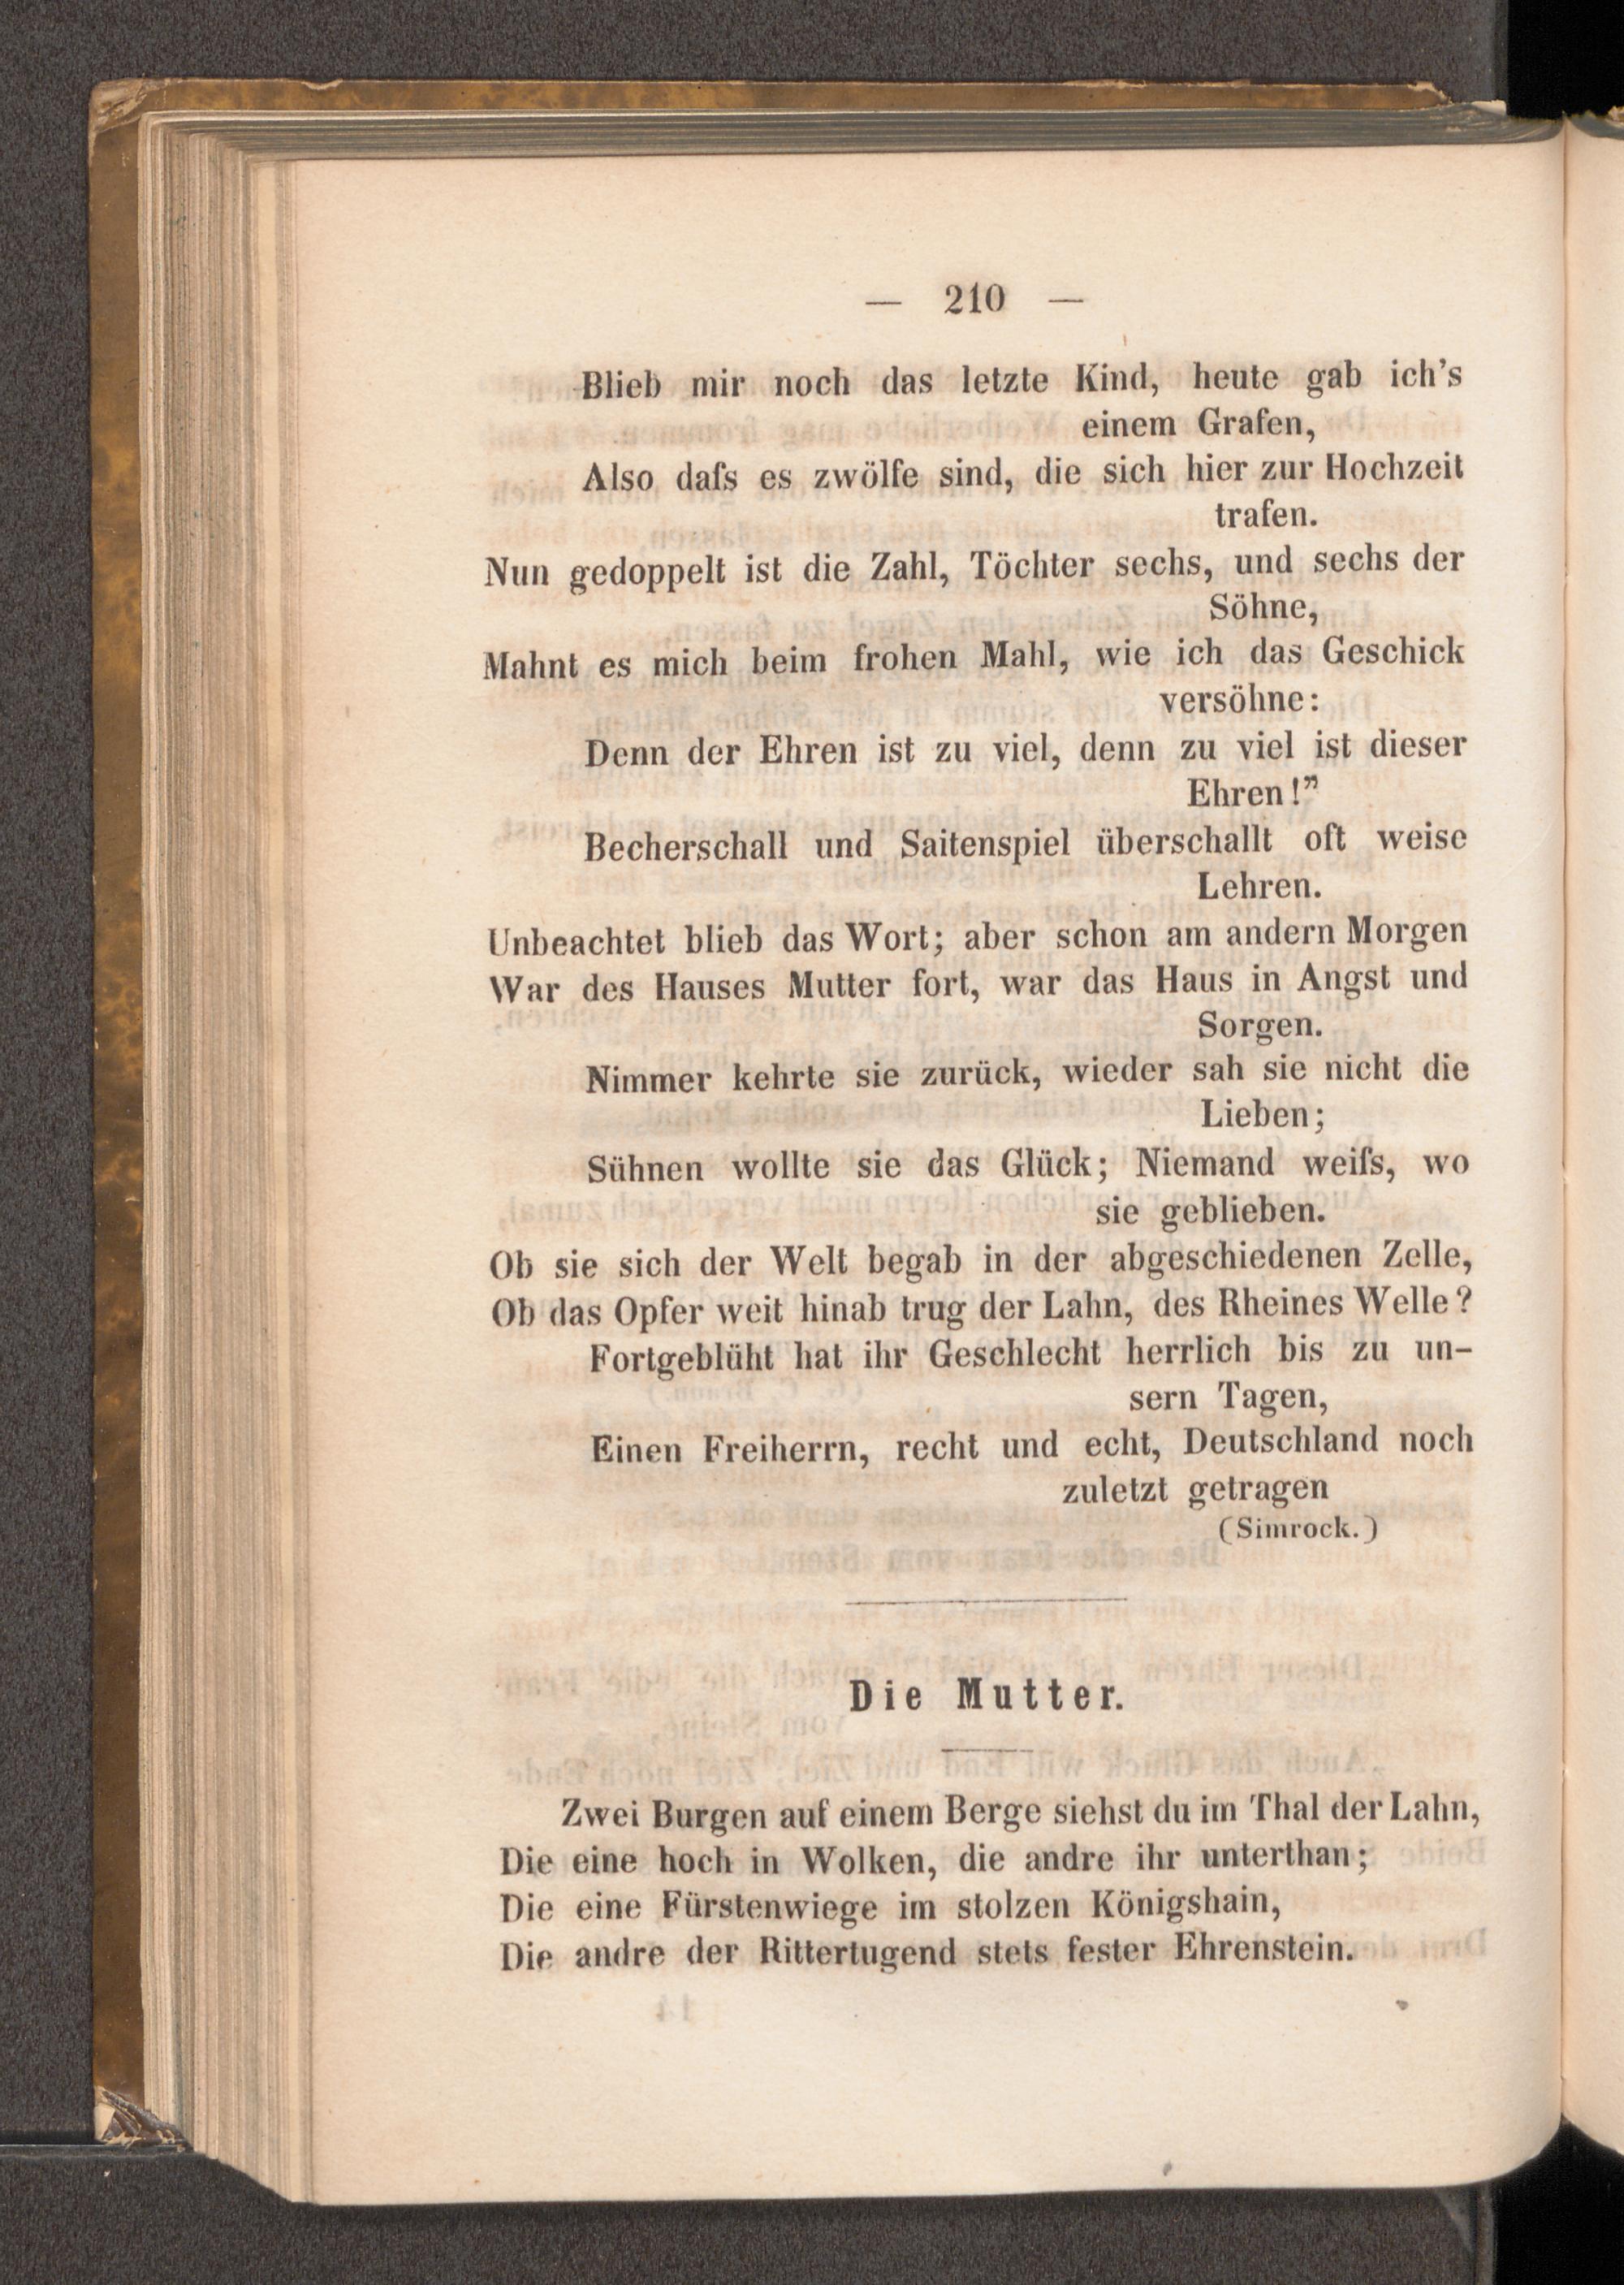 — 210 —
Blieb mir noch das letzte Kind, heute gab ich's
einem Grafen,
Also daſs es zwölfe sind, die sich hier zur Hochzeit
trafen.
Nun gedoppelt ist die Zahl, Töchter sechs, und sechs der
Söhne,
Mahnt es mich beim frohen Mahl, wie ich das Geschick
versöhne:
Denn der Ehren ist zu viel, denn zu viel ist dieser
Ehren!”
Becherschall und Saitenspiel überschallt oft weise
Lehren.
Unbeachtet blieb das Wort; aber schon am andern Morgen
War des Hauses Mutter fort, war das Haus in Angst und
Sorgen.
Nimmer kehrte sie zurück, wieder sah sie nicht die
Lieben;
Sühnen wollte sie das Glück; Niemand weiſs, wo
sie geblieben.
Ob sie sich der Welt begab in der abgeschiedenen Zelle,
Ob das Opfer weit hinab trug der Lahn, des Rheines Welle?
Fortgeblüht hat ihr Geschlecht herrlich bis zu un-
sern Tagen,
Einen Freiherrn, recht und echt, Deutschland noch
zuletzt getragen
(Simrock.)
Die Mutter.
Zwei Burgen auf einem Berge siehst du im Thal der Lahn,
Die eine hoch in Wolken, die andre ihr unterthan;
Die eine Fürstenwiege im stolzen Königshain,
Die andre der Rittertugend stets fester Ehrenstein.